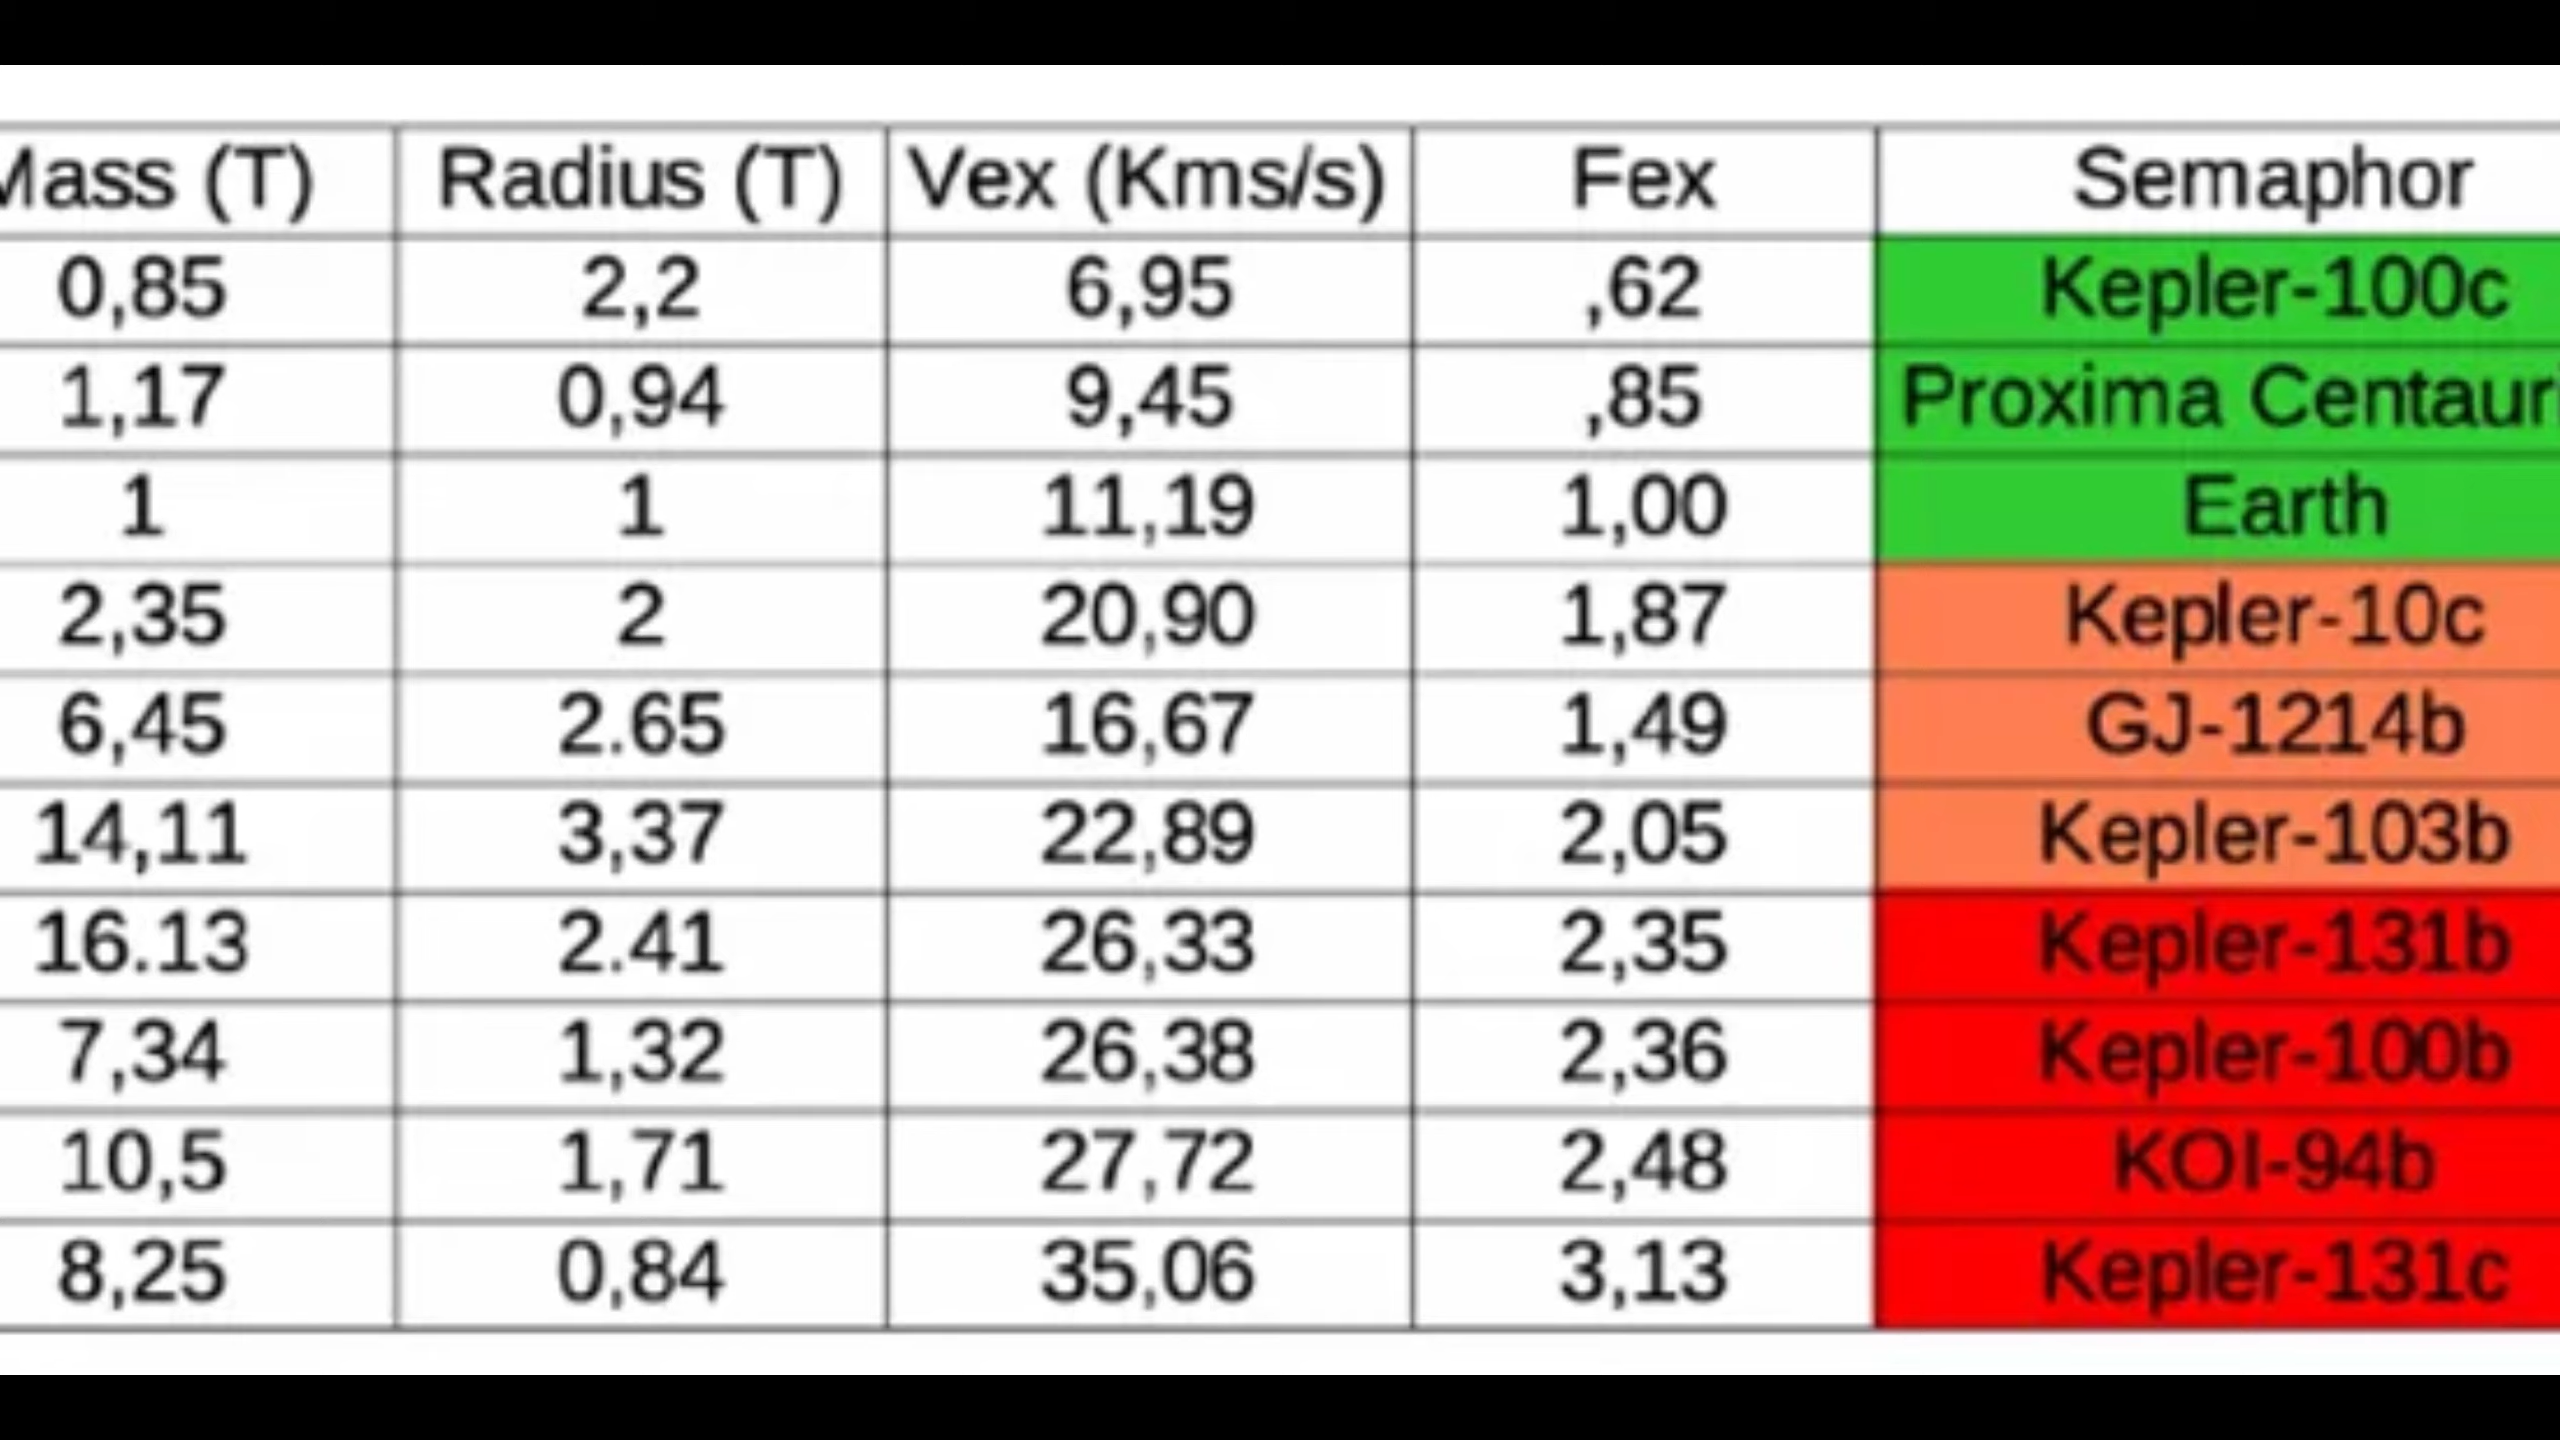 Mass (T) Radius (T) Vex (Kms/s) Fex Semaphor
0,85 2,2 6,95 ,62 Kepler-100c
1,17 0,94 9,45 ,85 Proxima Centauri
1 1 11,19 1,00 Earth
2,35 2 20,90 1,87 Kepler-10c
6,45 2.65 16,67 1,49 GJ-1214b
14,11 3,37 22,89 2,05 Kepler-103b
16.13 2.41 26,33 2,35 Kepler-131b
7,34 1,32 26,38 2,36 Kepler-100b
10,5 1,71 27,72 2,48 KOI-94b
8,25 0,84 35,06 3,13 Kepler-131c